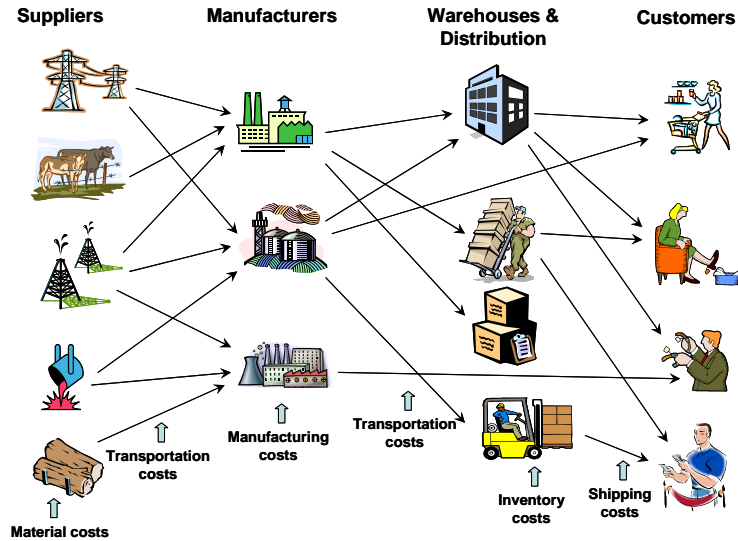 Suppliers
Manufacturers
Warehouses &
Distribution
Customers
Transportation
costs
Manufacturing
costs
Transportation
costs
Material costs
Inventory
costs
Shipping
costs